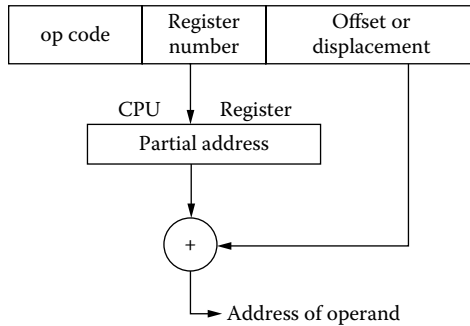 op code
Register
number
Offset or
displacement
CPU Register
Partial address
+
Address of operand